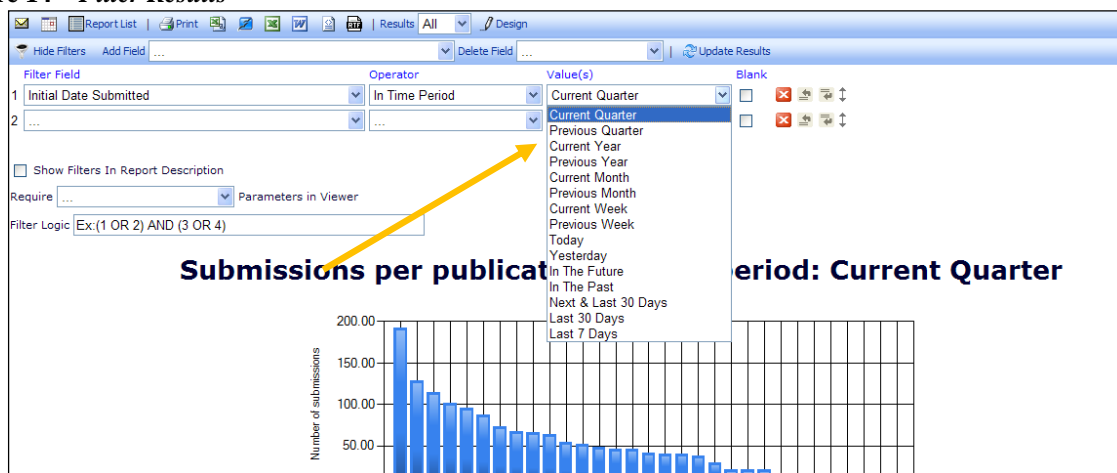 Filter Results
Report List | Print | Results All Design
Hide Filters Add Field ... Delete Field ... | Update Results
Filter Field Operator Value(s) Blank
1 Initial Date Submitted In Time Period Current Quarter
2 ... ...
Current Quarter
Previous Quarter
Current Year
Previous Year
Current Month
Previous Month
Current Week
Previous Week
Today
Yesterday
In The Future
In The Past
Next & Last 30 Days
Last 30 Days
Last 7 Days
Show Filters In Report Description
Require ... Parameters in Viewer
Filter Logic Ex:(1 OR 2) AND (3 OR 4)
Submissions per publicat eriod: Current Quarter
200.00
150.00
100.00
50.00
Number of submissions